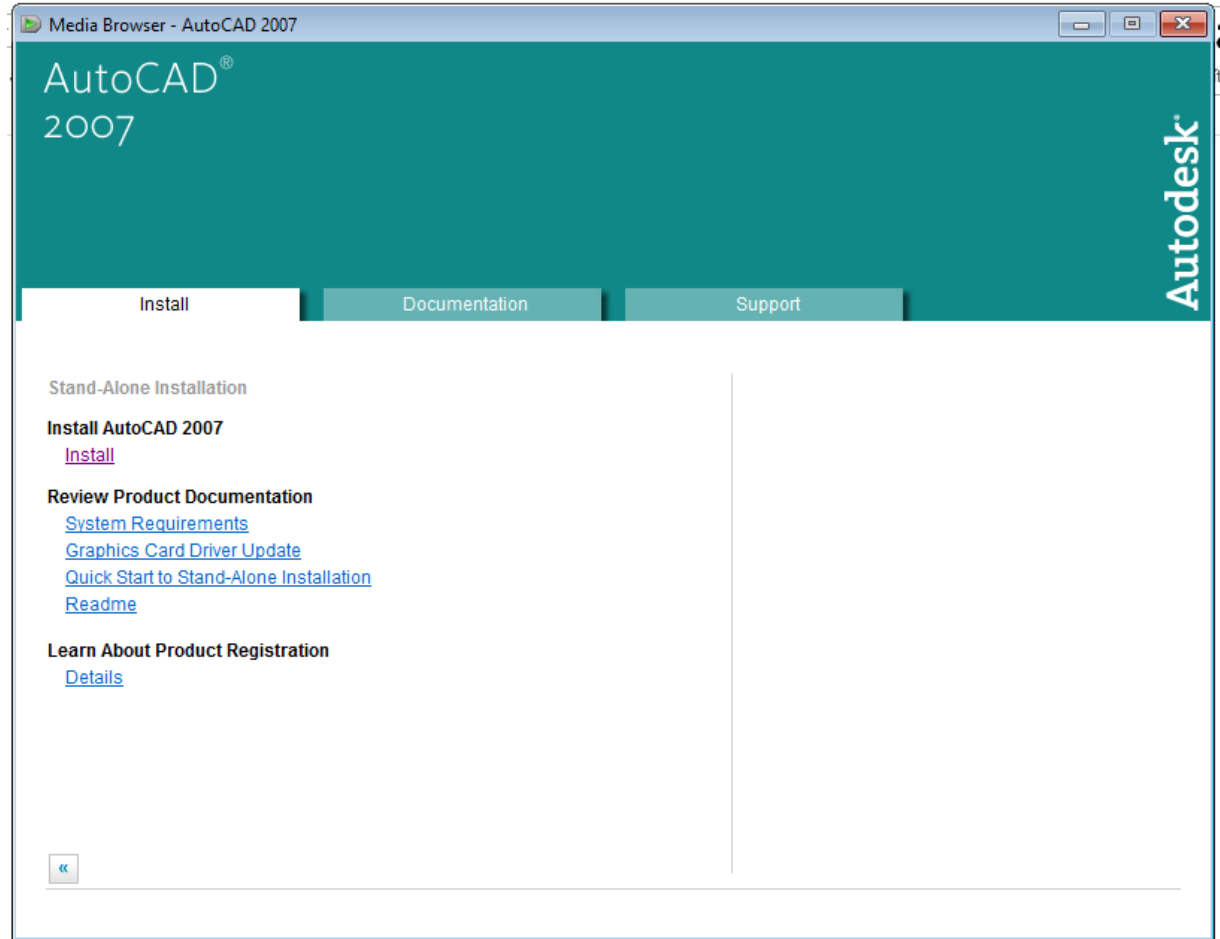 Media Browser - AutoCAD 2007
AutoCAD®
2007
Autodesk
Install
Documentation
Support
Stand-Alone Installation
Install AutoCAD 2007
Install
Review Product Documentation
System Requirements
Graphics Card Driver Update
Quick Start to Stand-Alone Installation
Readme
Learn About Product Registration
Details
«